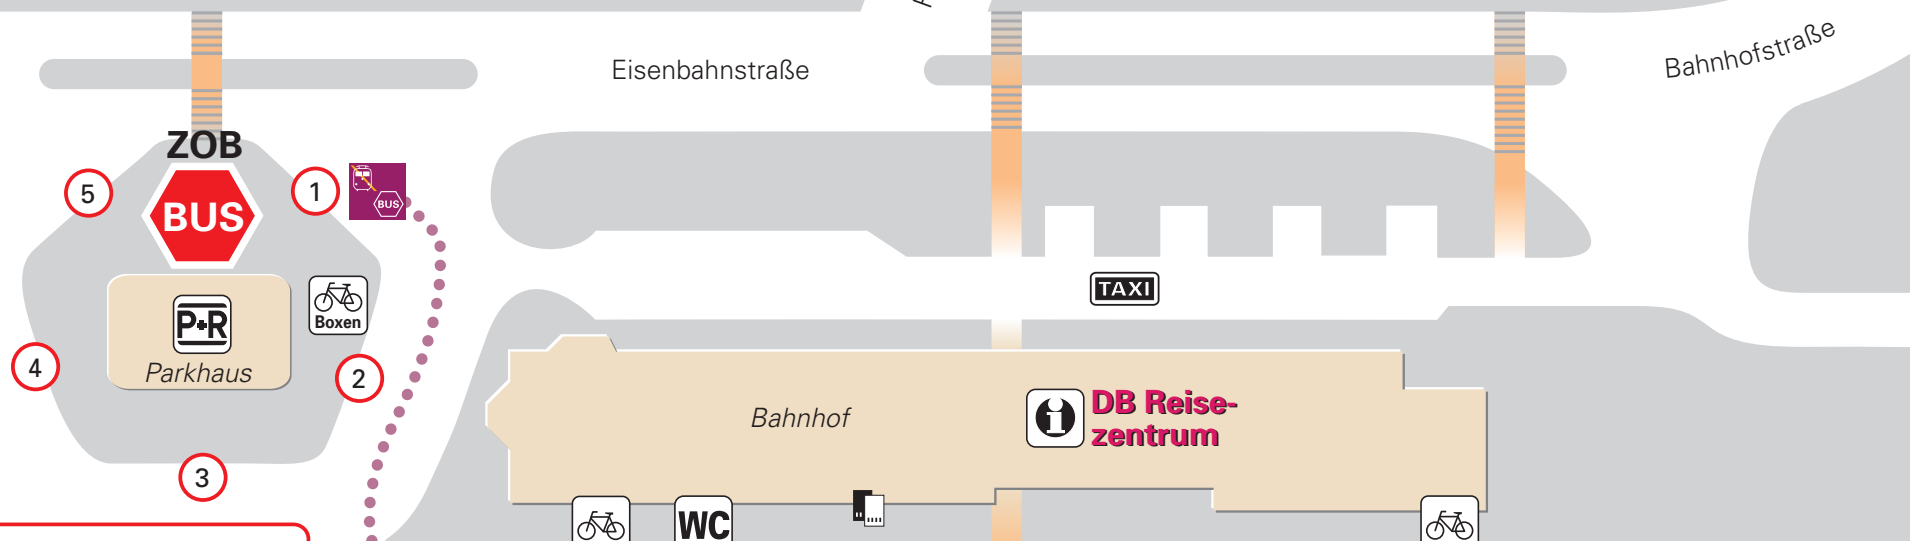 Eisenbahnstraße
Bahnhofstraße
ZOB
BUS
5
1
BUS
P+R
Parkhaus
Boxen
4
2
3
TAXI
Bahnhof
i
DB Reise-
zentrum
WC